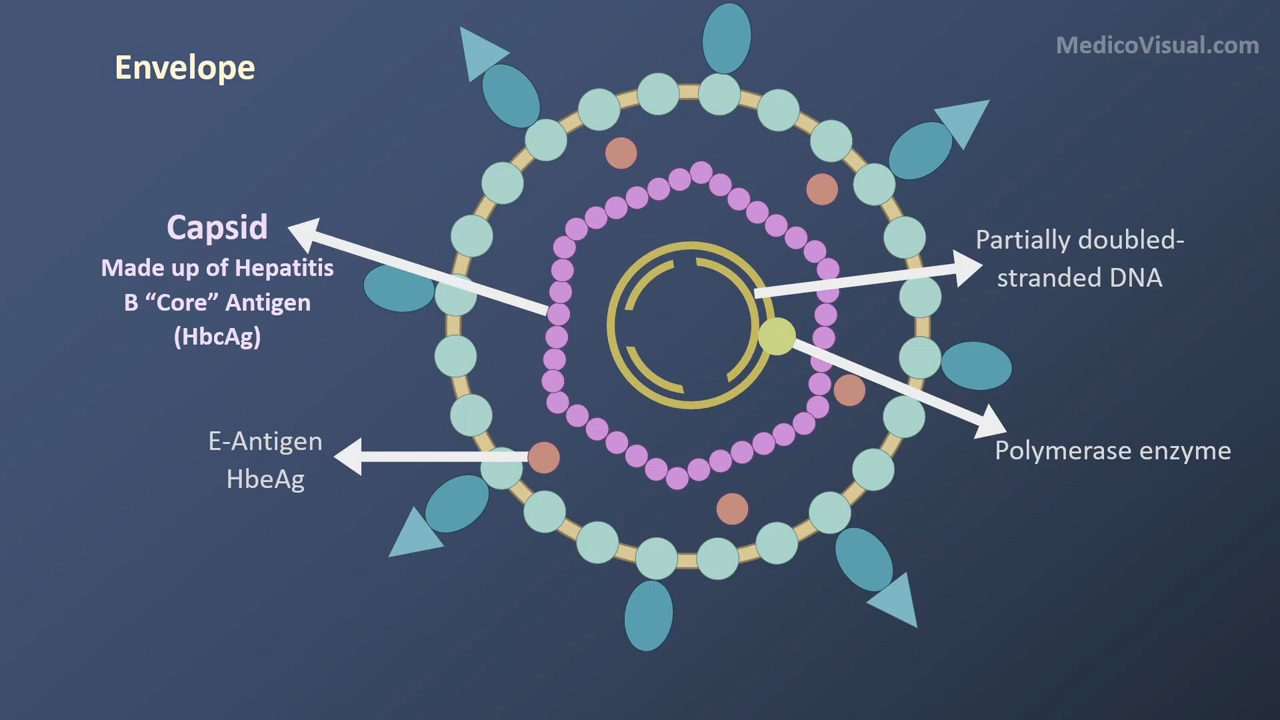 MedicoVisual.com
Envelope
Capsid
Made up of Hepatitis
B “Core” Antigen
(HbcAg)
Partially doubled-
stranded DNA
E-Antigen
HbeAg
Polymerase enzyme